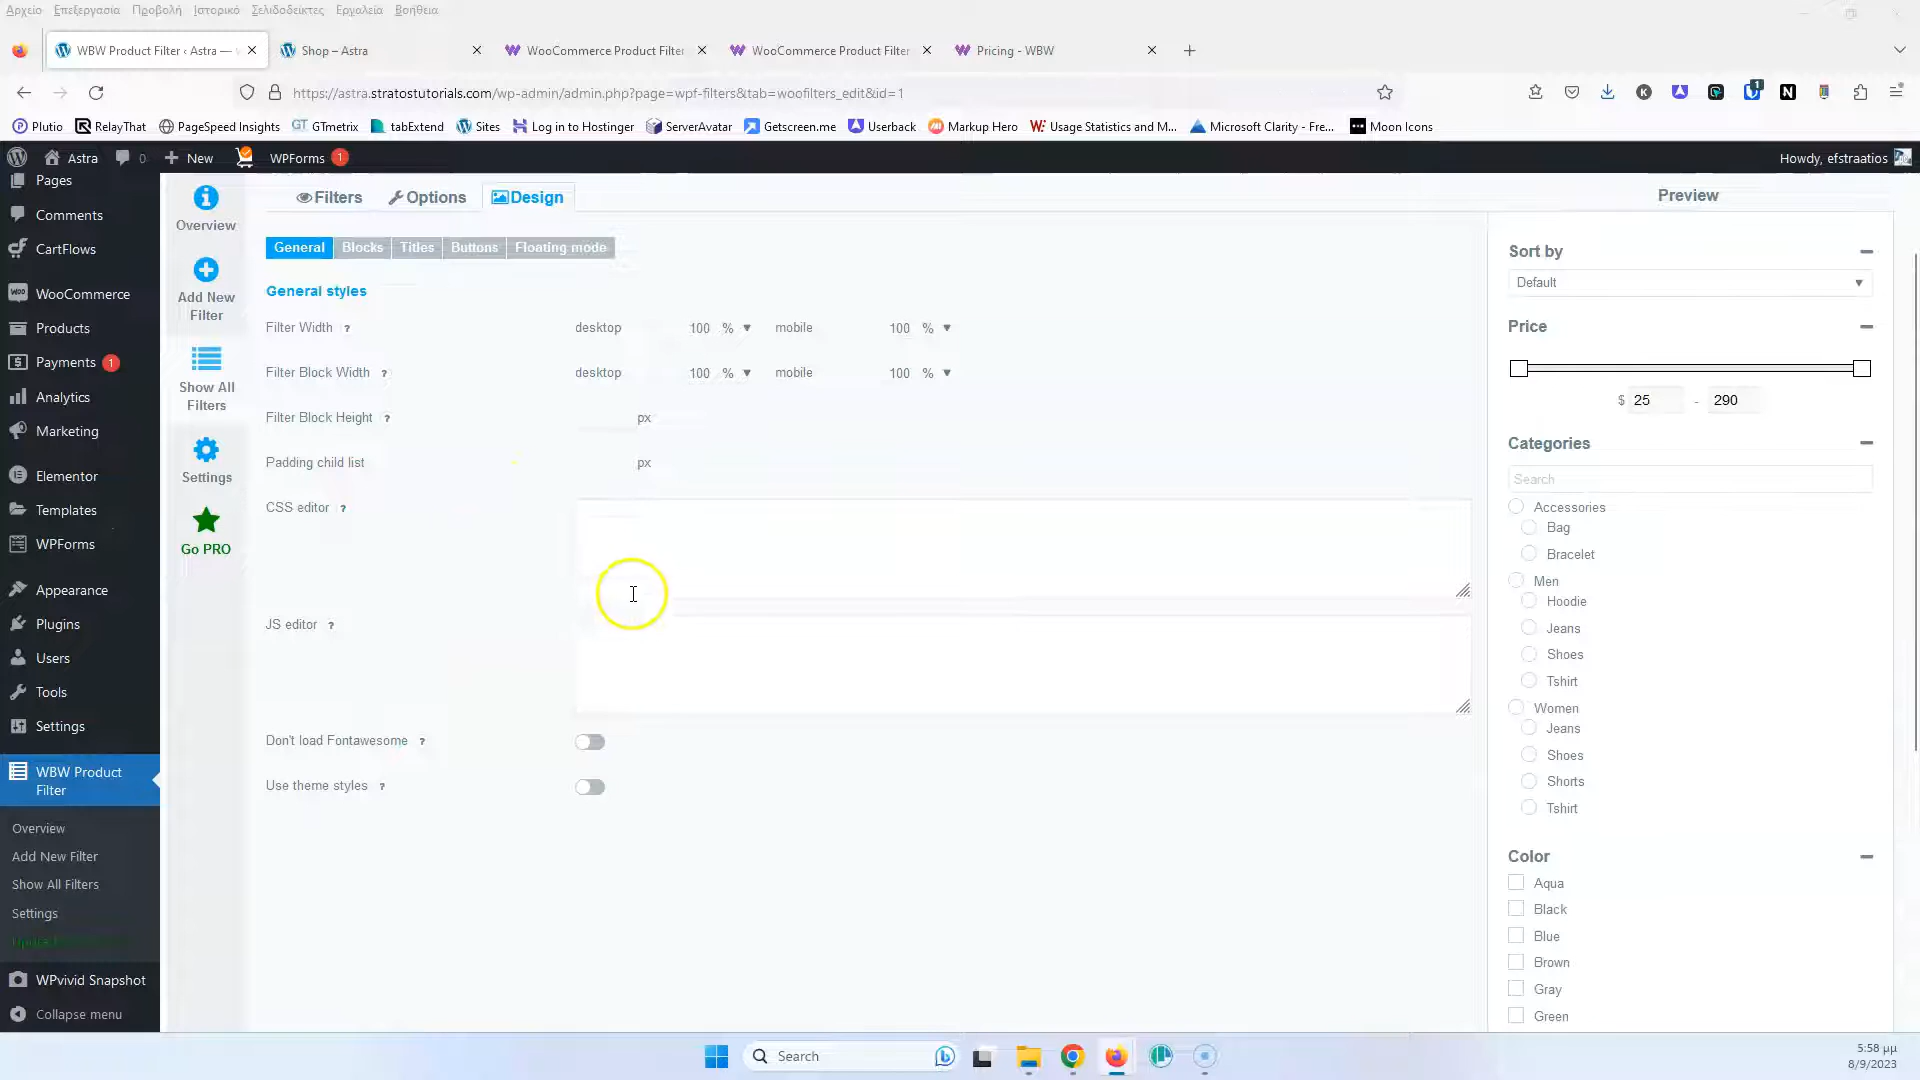 Αρχείο Επεξεργασία Προβολή Ιστορικό Σελιδοδείκτες Εργαλεία Βοήθεια
WBW Product Filter ‹ Astra — Shop – Astra WooCommerce Product Filter WooCommerce Product Filter Pricing - WBW
https://astra.stratostutorials.com/wp-admin/admin.php?page=wpf-filters&tab=woofilters_edit&id=1
Plutio RelayThat PageSpeed Insights GTmetrix tabExtend Sites Log in to Hostinger ServerAvatar Getscreen.me Userback Markup Hero Usage Statistics and M... Microsoft Clarity - Fre... Moon Icons
Astra 0 New WPForms 1 Howdy, efstraatios
Pages
Comments
CartFlows
WooCommerce
Products
Payments 1
Analytics
Marketing
Elementor
Templates
WPForms
Appearance
Plugins
Users
Tools
Settings
WBW Product
Filter
Overview
Add New Filter
Show All Filters
Settings
WPvivid Snapshot
Collapse menu
Overview
Add New
Filter
Show All
Filters
Settings
Go PRO
Filters Options Design
General Blocks Titles Buttons Floating mode
General styles
Filter Width ? desktop 100 % mobile 100 %
Filter Block Width ? desktop 100 % mobile 100 %
Filter Block Height ? px
Padding child list px
CSS editor ?
JS editor ?
Don't load Fontawesome ?
Use theme styles ?
Preview
Sort by
Default
Price
$ 25 - 290
Categories
Search
Accessories
Bag
Bracelet
Men
Hoodie
Jeans
Shoes
Tshirt
Women
Jeans
Shoes
Shorts
Tshirt
Color
Aqua
Black
Blue
Brown
Gray
Green
Search
5:58 μμ
8/9/2023